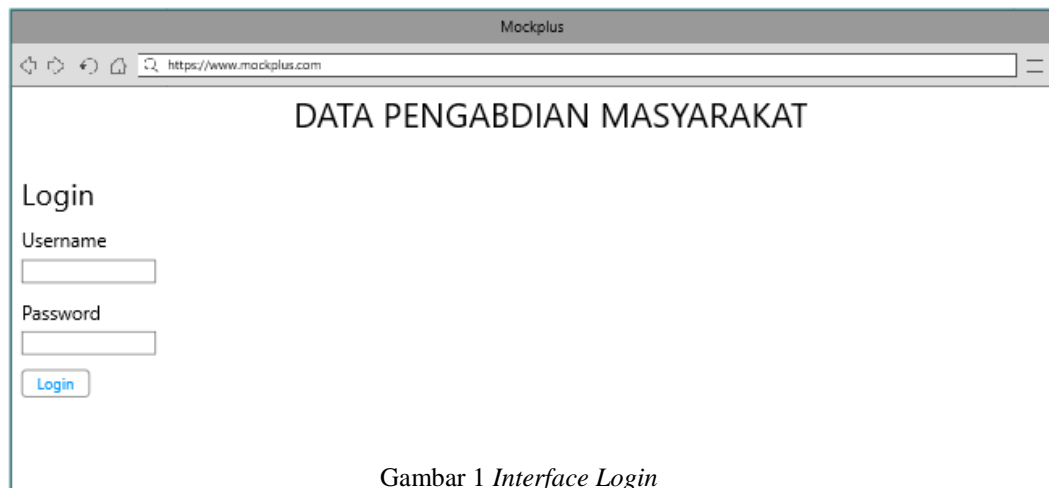 Mockplus
https://www.mockplus.com
DATA PENGABDIAN MASYARAKAT
Login
Username
Password
Login
Gambar 1 Interface Login